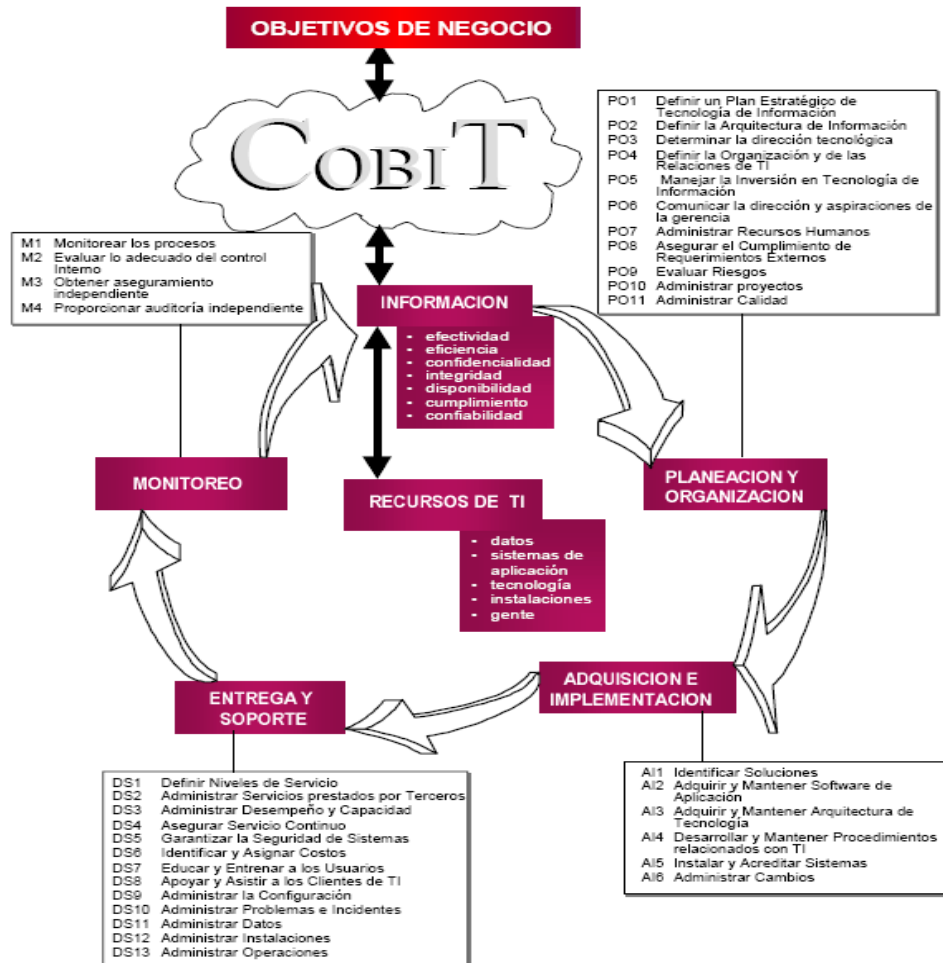 OBJETIVOS DE NEGOCIO
COBIT
PO1 Definir un Plan Estratégico de
Tecnología de Información
PO2 Definir la Arquitectura de Información
PO3 Determinar la dirección tecnológica
PO4 Definir la Organización y de las
Relaciones de TI
PO5 Manejar la Inversión en Tecnología de
Información
PO6 Comunicar la dirección y aspiraciones de
la gerencia
PO7 Administrar Recursos Humanos
PO8 Asegurar el Cumplimiento de
Requerimientos Externos
PO9 Evaluar Riesgos
PO10 Administrar proyectos
PO11 Administrar Calidad
M1 Monitorear los procesos
M2 Evaluar lo adecuado del control
Interno
M3 Obtener aseguramiento
independiente
M4 Proporcionar auditoría independiente
INFORMACION
- efectividad
- eficiencia
- confidencialidad
- integridad
- disponibilidad
- cumplimiento
- confiabilidad
MONITOREO
PLANEACION Y
ORGANIZACION
RECURSOS DE TI
- datos
- sistemas de
aplicación
- tecnología
- instalaciones
- gente
ENTREGA Y
SOPORTE
ADQUISICION E
IMPLEMENTACION
DS1 Definir Niveles de Servicio
DS2 Administrar Servicios prestados por Terceros
DS3 Administrar Desempeño y Capacidad
DS4 Asegurar Servicio Continuo
DS5 Garantizar la Seguridad de Sistemas
DS6 Identificar y Asignar Costos
DS7 Educar y Entrenar a los Usuarios
DS8 Apoyar y Asistir a los Clientes de TI
DS9 Administrar la Configuración
DS10 Administrar Problemas e Incidentes
DS11 Administrar Datos
DS12 Administrar Instalaciones
DS13 Administrar Operaciones
AI1 Identificar Soluciones
AI2 Adquirir y Mantener Software de
Aplicación
AI3 Adquirir y Mantener Arquitectura de
Tecnología
AI4 Desarrollar y Mantener Procedimientos
relacionados con TI
AI5 Instalar y Acreditar Sistemas
AI6 Administrar Cambios